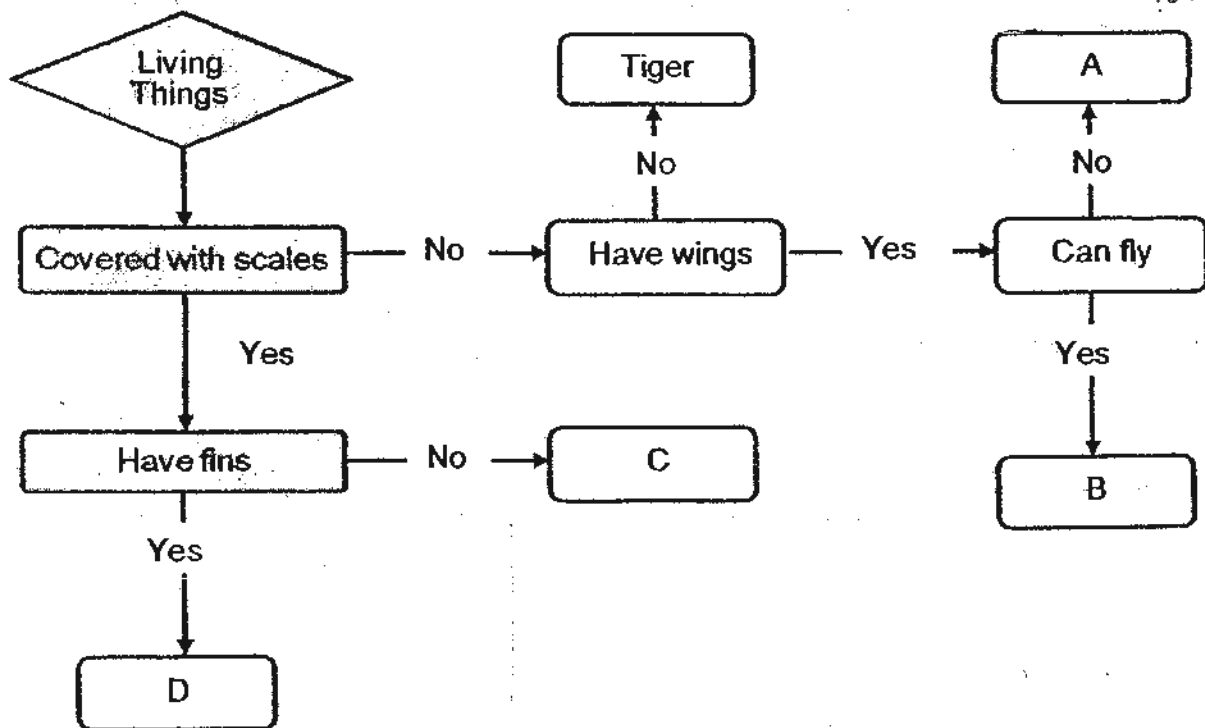 Living
Things
Tiger
A
No
No
Covered with scales
No
Have wings
Yes
Can fly
Yes
Yes
Have fins
No
C
B
Yes
D